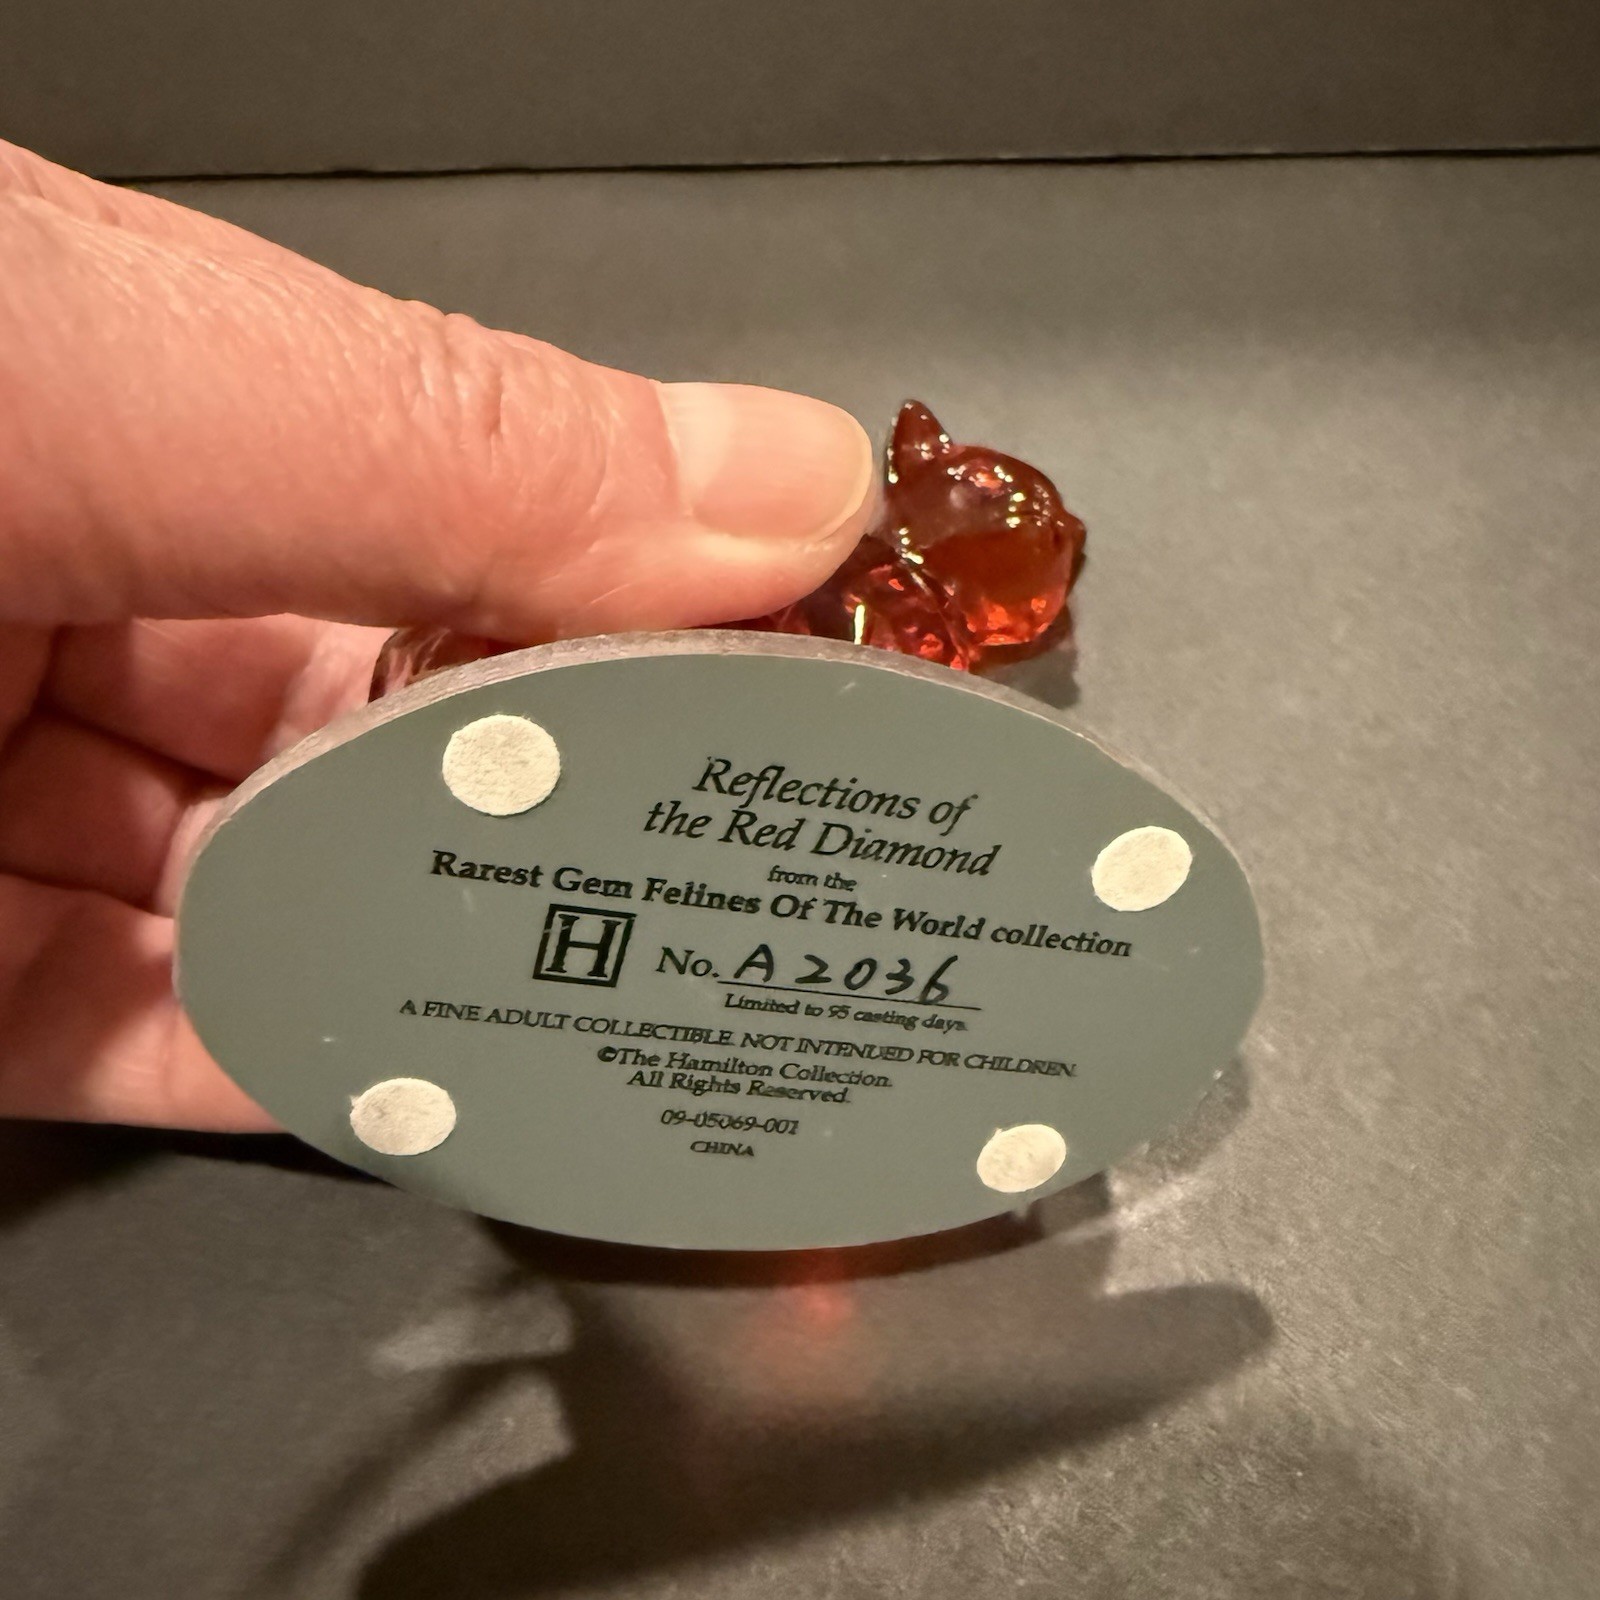 Reflections of
the Red Diamond
from the
Rarest Gem Felines Of The World collection
H No. A2036
Limited to 95 casting days.
A FINE ADULT COLLECTIBLE. NOT INTENDED FOR CHILDREN.
©The Hamilton Collection.
All Rights Reserved.
09-05069-001
CHINA